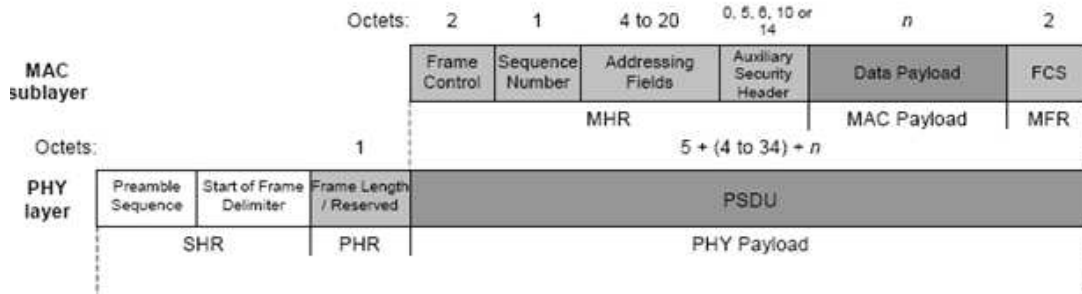 Octets: 2 1 4 to 20 0, 5, 6, 10 or 14 n 2
MAC sublayer
Frame Control
Sequence Number
Addressing Fields
Auxiliary Security Header
Data Payload
FCS
MHR MAC Payload MFR
Octets: 1 5 + (4 to 34) + n
PHY layer
Preamble Sequence
Start of Frame Delimiter
Frame Length / Reserved
PSDU
SHR PHR PHY Payload